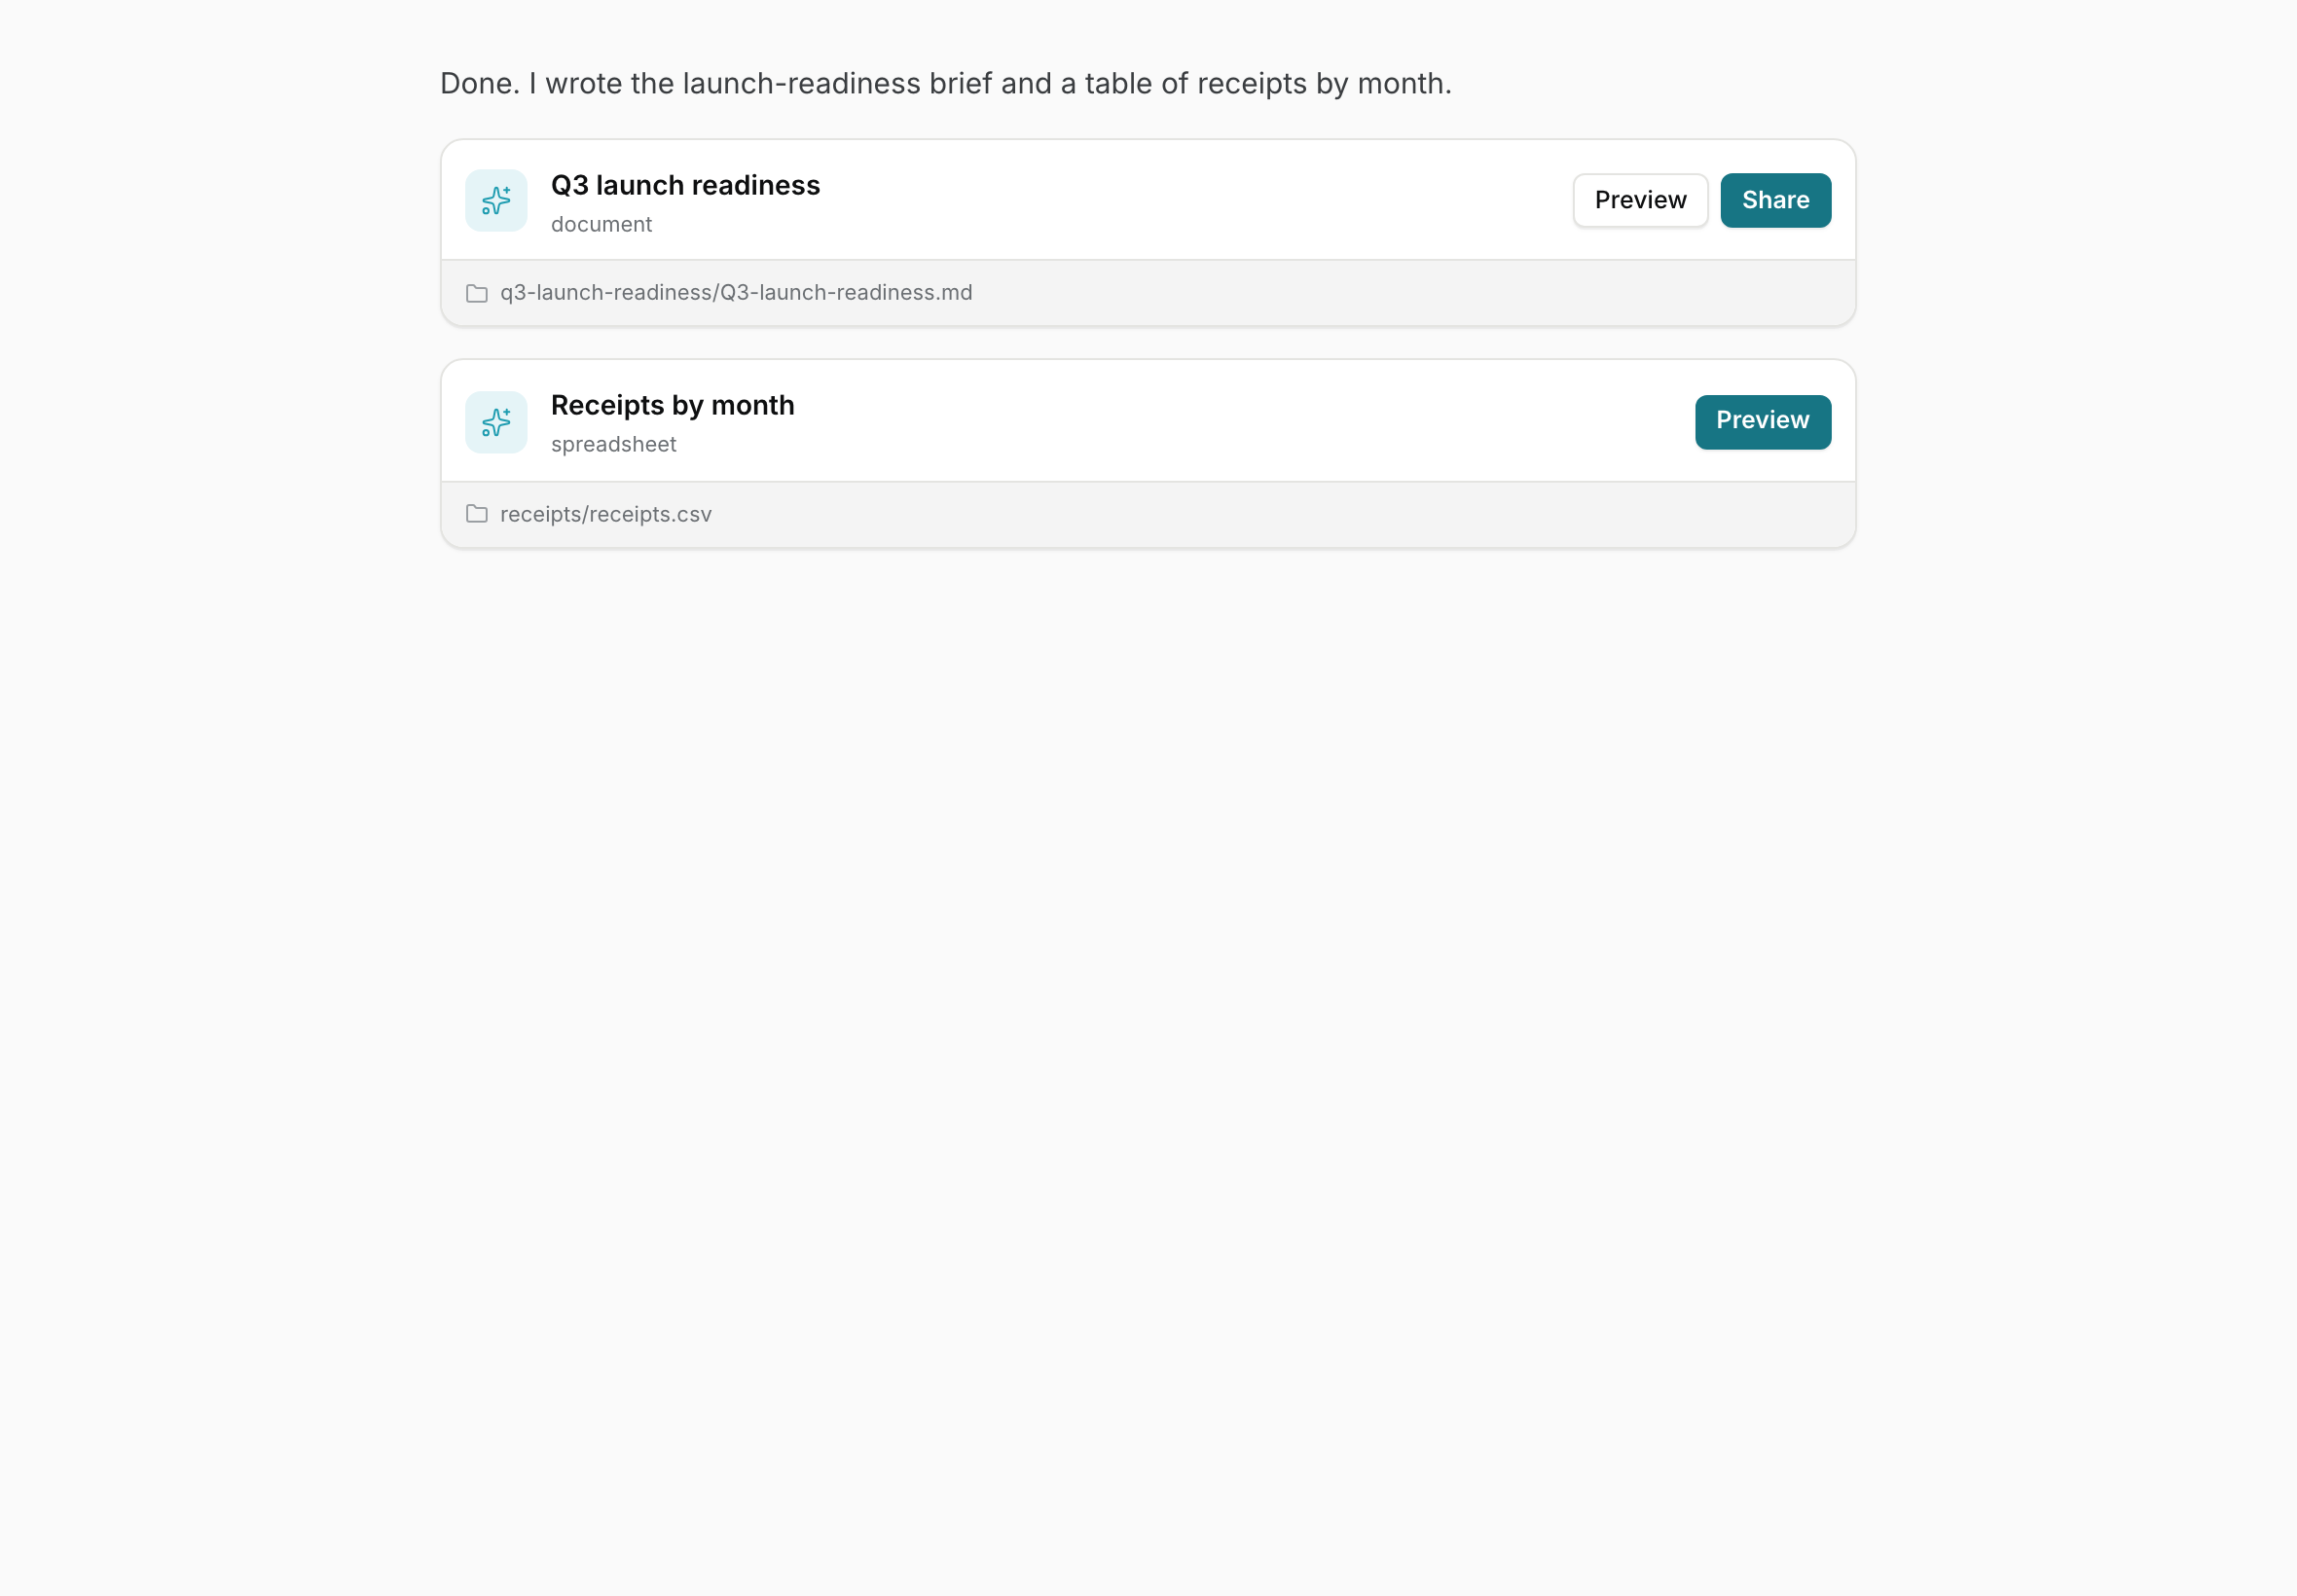 Done. I wrote the launch-readiness brief and a table of receipts by month.
Q3 launch readiness
document
Preview
Share
q3-launch-readiness/Q3-launch-readiness.md
Receipts by month
spreadsheet
Preview
receipts/receipts.csv